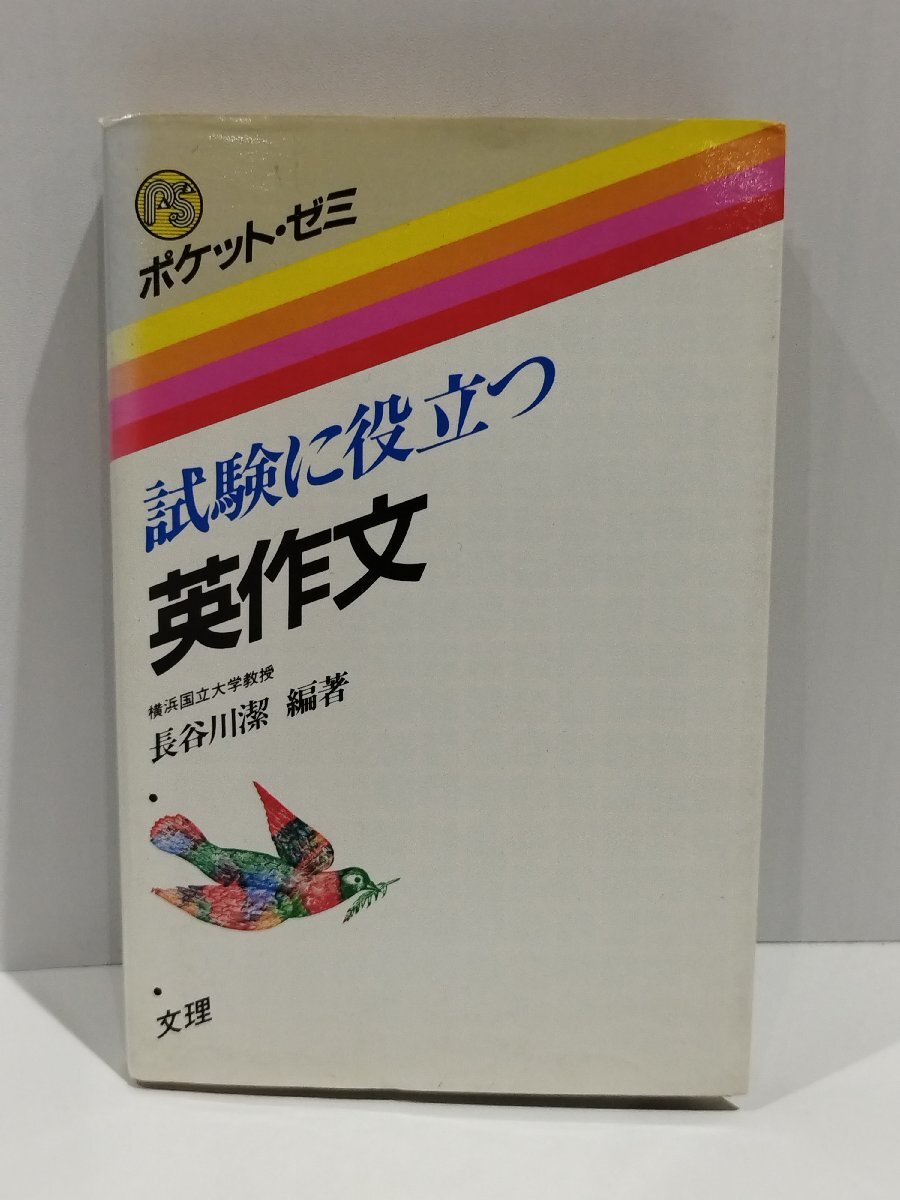 PS
ポケット・ゼミ
試験に役立つ
英作文
横浜国立大学教授
長谷川潔 編著
文理